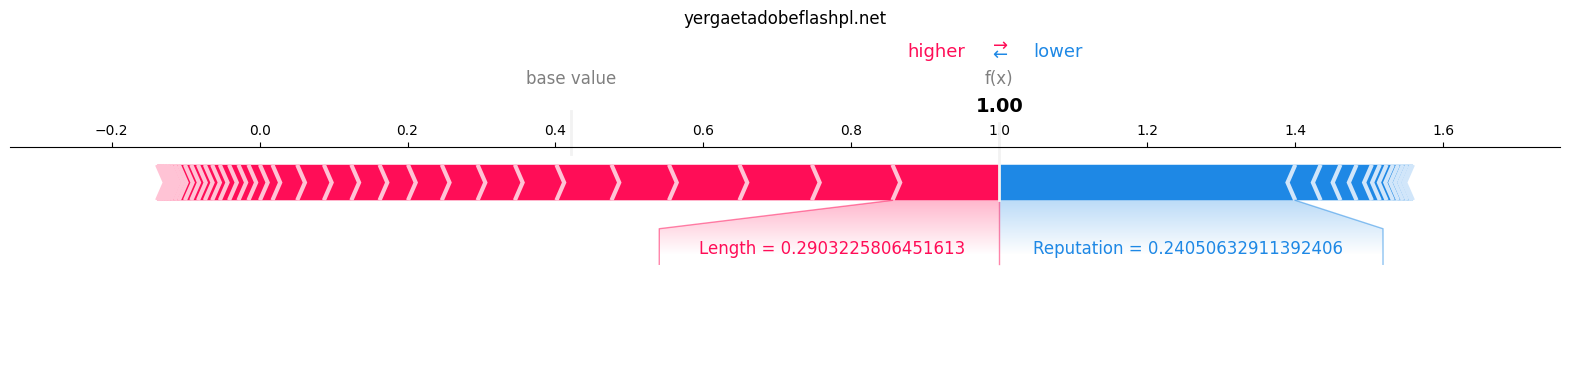 yergaetadobeflashpl.net
higher ⇄ lower
base value f(x)
1.00
−0.2 0.0 0.2 0.4 0.6 0.8 1.0 1.2 1.4 1.6
Length = 0.2903225806451613 Reputation = 0.24050632911392406